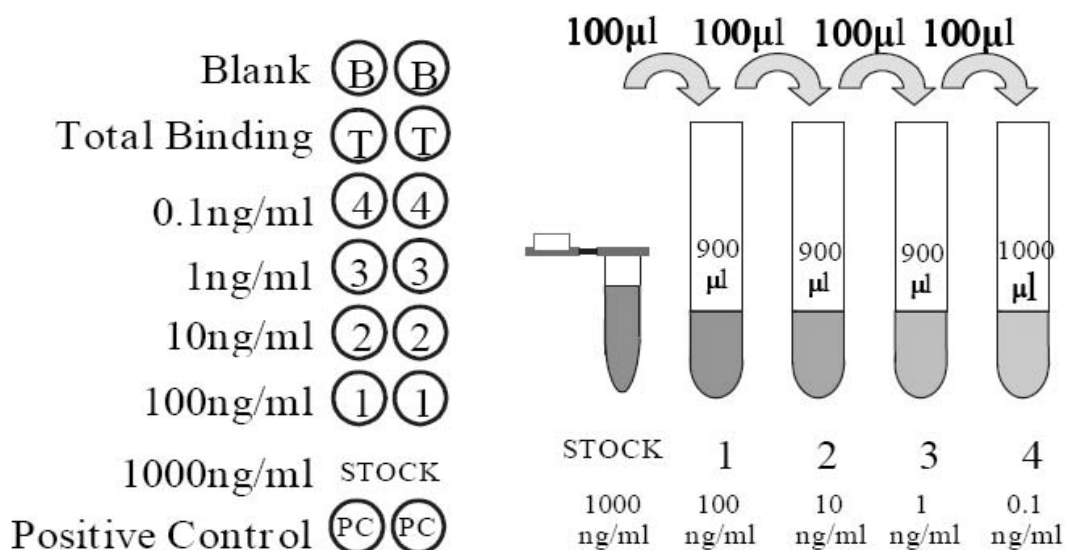 Blank B B
Total Binding T T
0.1ng/ml 4 4
1ng/ml 3 3
10ng/ml 2 2
100ng/ml 1 1
1000ng/ml STOCK
Positive Control PC PC
100µl 100µl 100µl 100µl
900 900 900 1000
µl µl µl µl
STOCK 1 2 3 4
1000 100 10 1 0.1
ng/ml ng/ml ng/ml ng/ml ng/ml